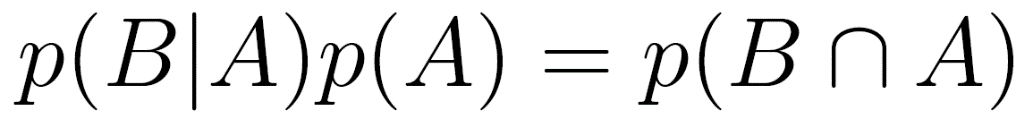 p(B|A)p(A) = p(B ∩ A)